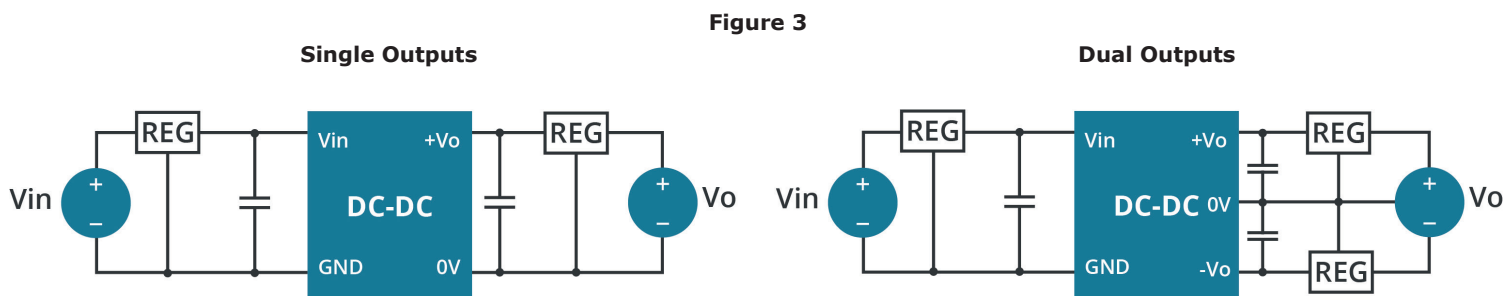 Figure 3
Single Outputs
REG
REG
Vin
+Vo
Vin
+
−
DC-DC
+
−
Vo
GND
0V
Dual Outputs
REG
Vin
+Vo
REG
Vin
+
−
DC-DC
0V
+
−
Vo
GND
-Vo
REG